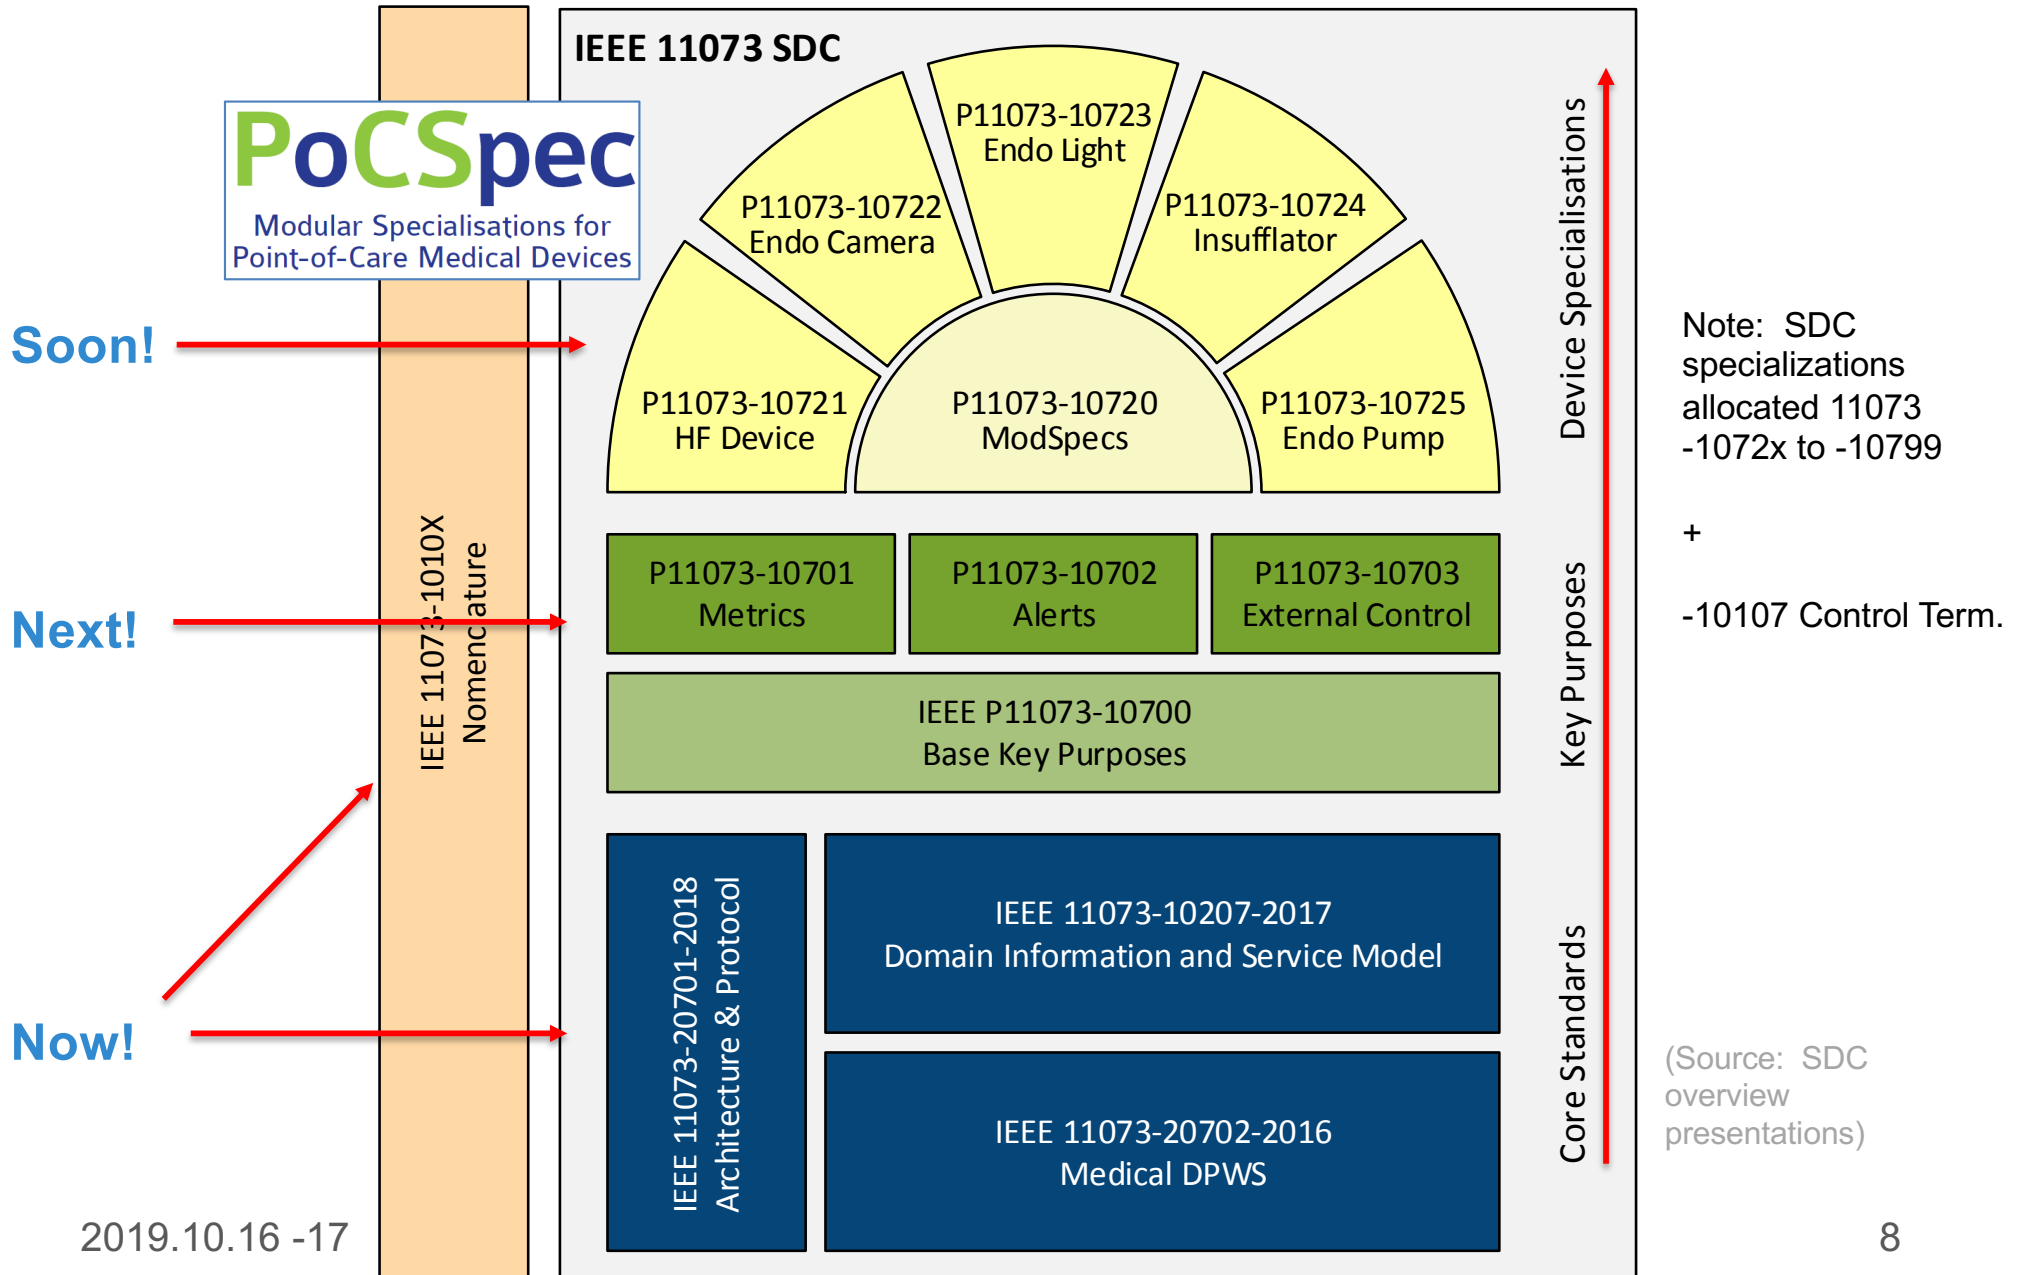 IEEE 11073 SDC
PoCSpec
Modular Specialisations for
Point-of-Care Medical Devices
P11073-10723
Endo Light
P11073-10722
Endo Camera
P11073-10724
Insufflator
P11073-10721
HF Device
P11073-10720
ModSpecs
P11073-10725
Endo Pump
Device Specialisations
Soon!
Note: SDC
specializations
allocated 11073
-1072x to -10799
+
-10107 Control Term.
IEEE 11073-1010X
Nomenclature
Next!
P11073-10701
Metrics
P11073-10702
Alerts
P11073-10703
External Control
Key Purposes
IEEE P11073-10700
Base Key Purposes
Now!
IEEE 11073-20701-2018
Architecture & Protocol
IEEE 11073-10207-2017
Domain Information and Service Model
IEEE 11073-20702-2016
Medical DPWS
Core Standards
(Source: SDC
overview
presentations)
2019.10.16 -17
8